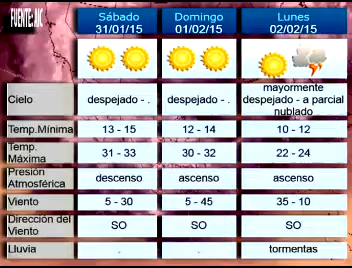 FUENTE:AIC
Sábado Domingo Lunes
31/01/15 01/02/15 02/02/15
Cielo despejado - . despejado - . mayormente despejado - a parcial nublado
Temp.Mínima 13 - 15 12 - 14 10 - 12
Temp. Máxima 31 - 33 30 - 32 22 - 24
Presión Atmosférica descenso ascenso ascenso
Viento 5 - 30 5 - 45 35 - 10
Dirección del Viento SO SO SO
Lluvia . . tormentas